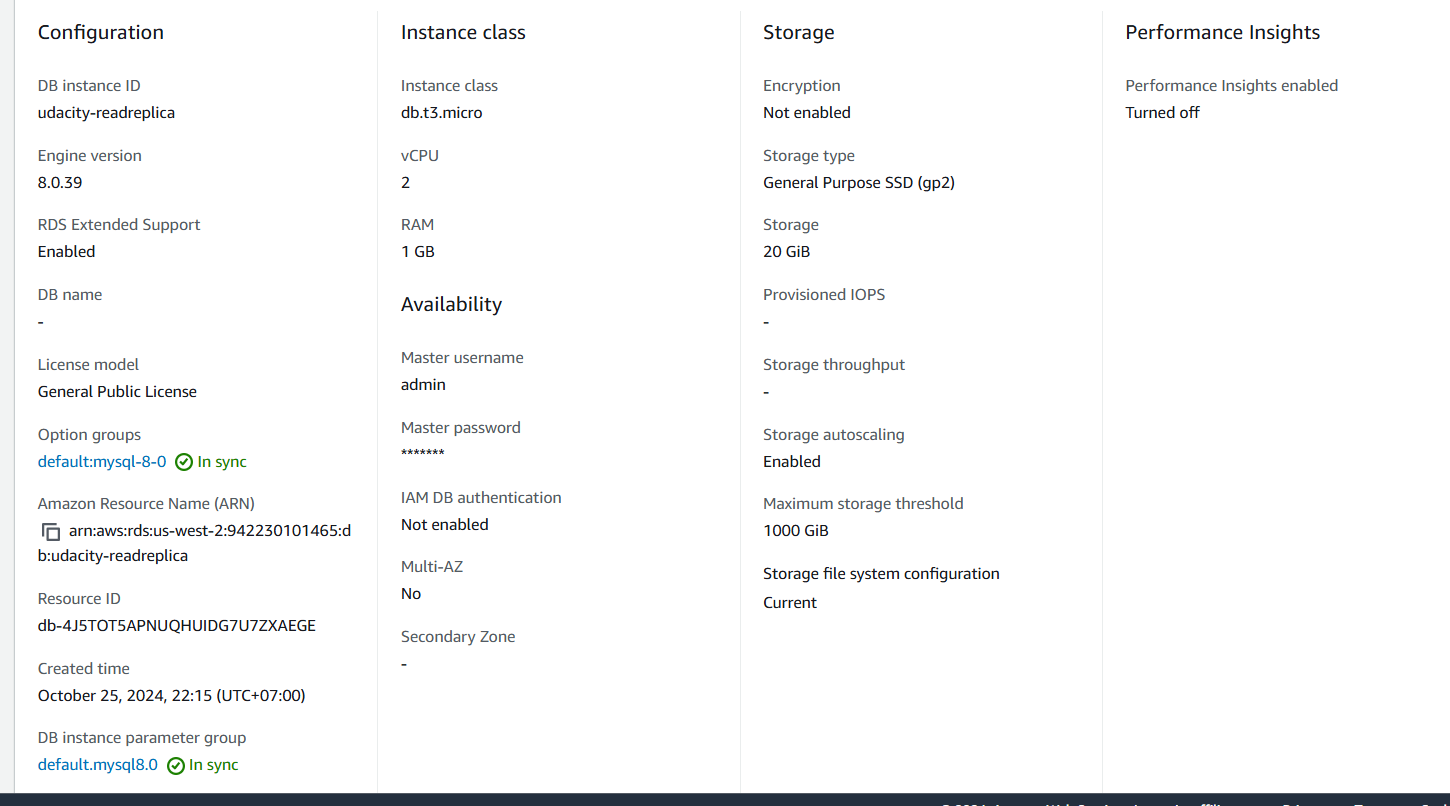 Configuration
DB instance ID
udacity-readreplica
Engine version
8.0.39
RDS Extended Support
Enabled
DB name
-
License model
General Public License
Option groups
default:mysql-8-0 In sync
Amazon Resource Name (ARN)
arn:aws:rds:us-west-2:942230101465:d
b:udacity-readreplica
Resource ID
db-4J5TOT5APNUQHUIDG7U7ZXAEGE
Created time
October 25, 2024, 22:15 (UTC+07:00)
DB instance parameter group
default.mysql8.0 In sync
Instance class
Instance class
db.t3.micro
vCPU
2
RAM
1 GB
Availability
Master username
admin
Master password
*******
IAM DB authentication
Not enabled
Multi-AZ
No
Secondary Zone
-
Storage
Encryption
Not enabled
Storage type
General Purpose SSD (gp2)
Storage
20 GiB
Provisioned IOPS
-
Storage throughput
-
Storage autoscaling
Enabled
Maximum storage threshold
1000 GiB
Storage file system configuration
Current
Performance Insights
Performance Insights enabled
Turned off